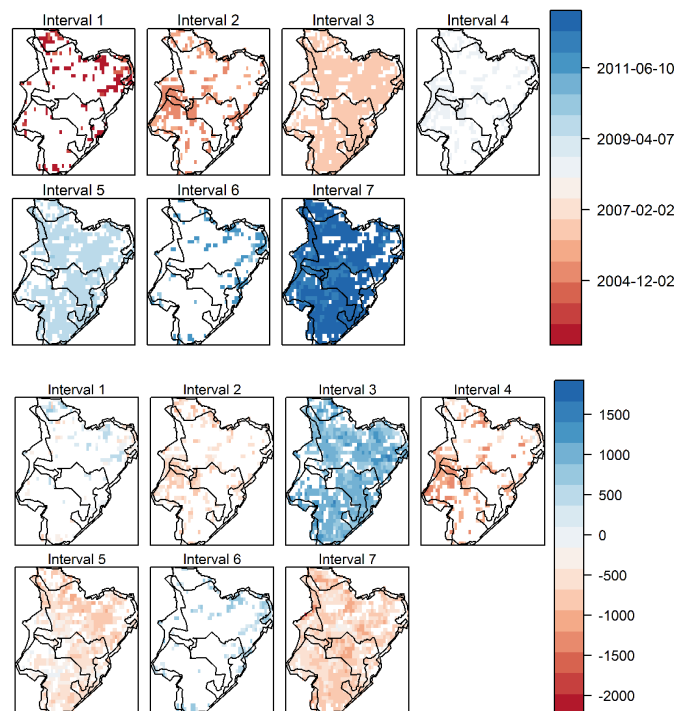 Interval 1
Interval 2
Interval 3
Interval 4
2011-06-10
2009-04-07
2007-02-02
2004-12-02
Interval 5
Interval 6
Interval 7
Interval 1
Interval 2
Interval 3
Interval 4
1500
1000
500
0
-500
-1000
-1500
-2000
Interval 5
Interval 6
Interval 7